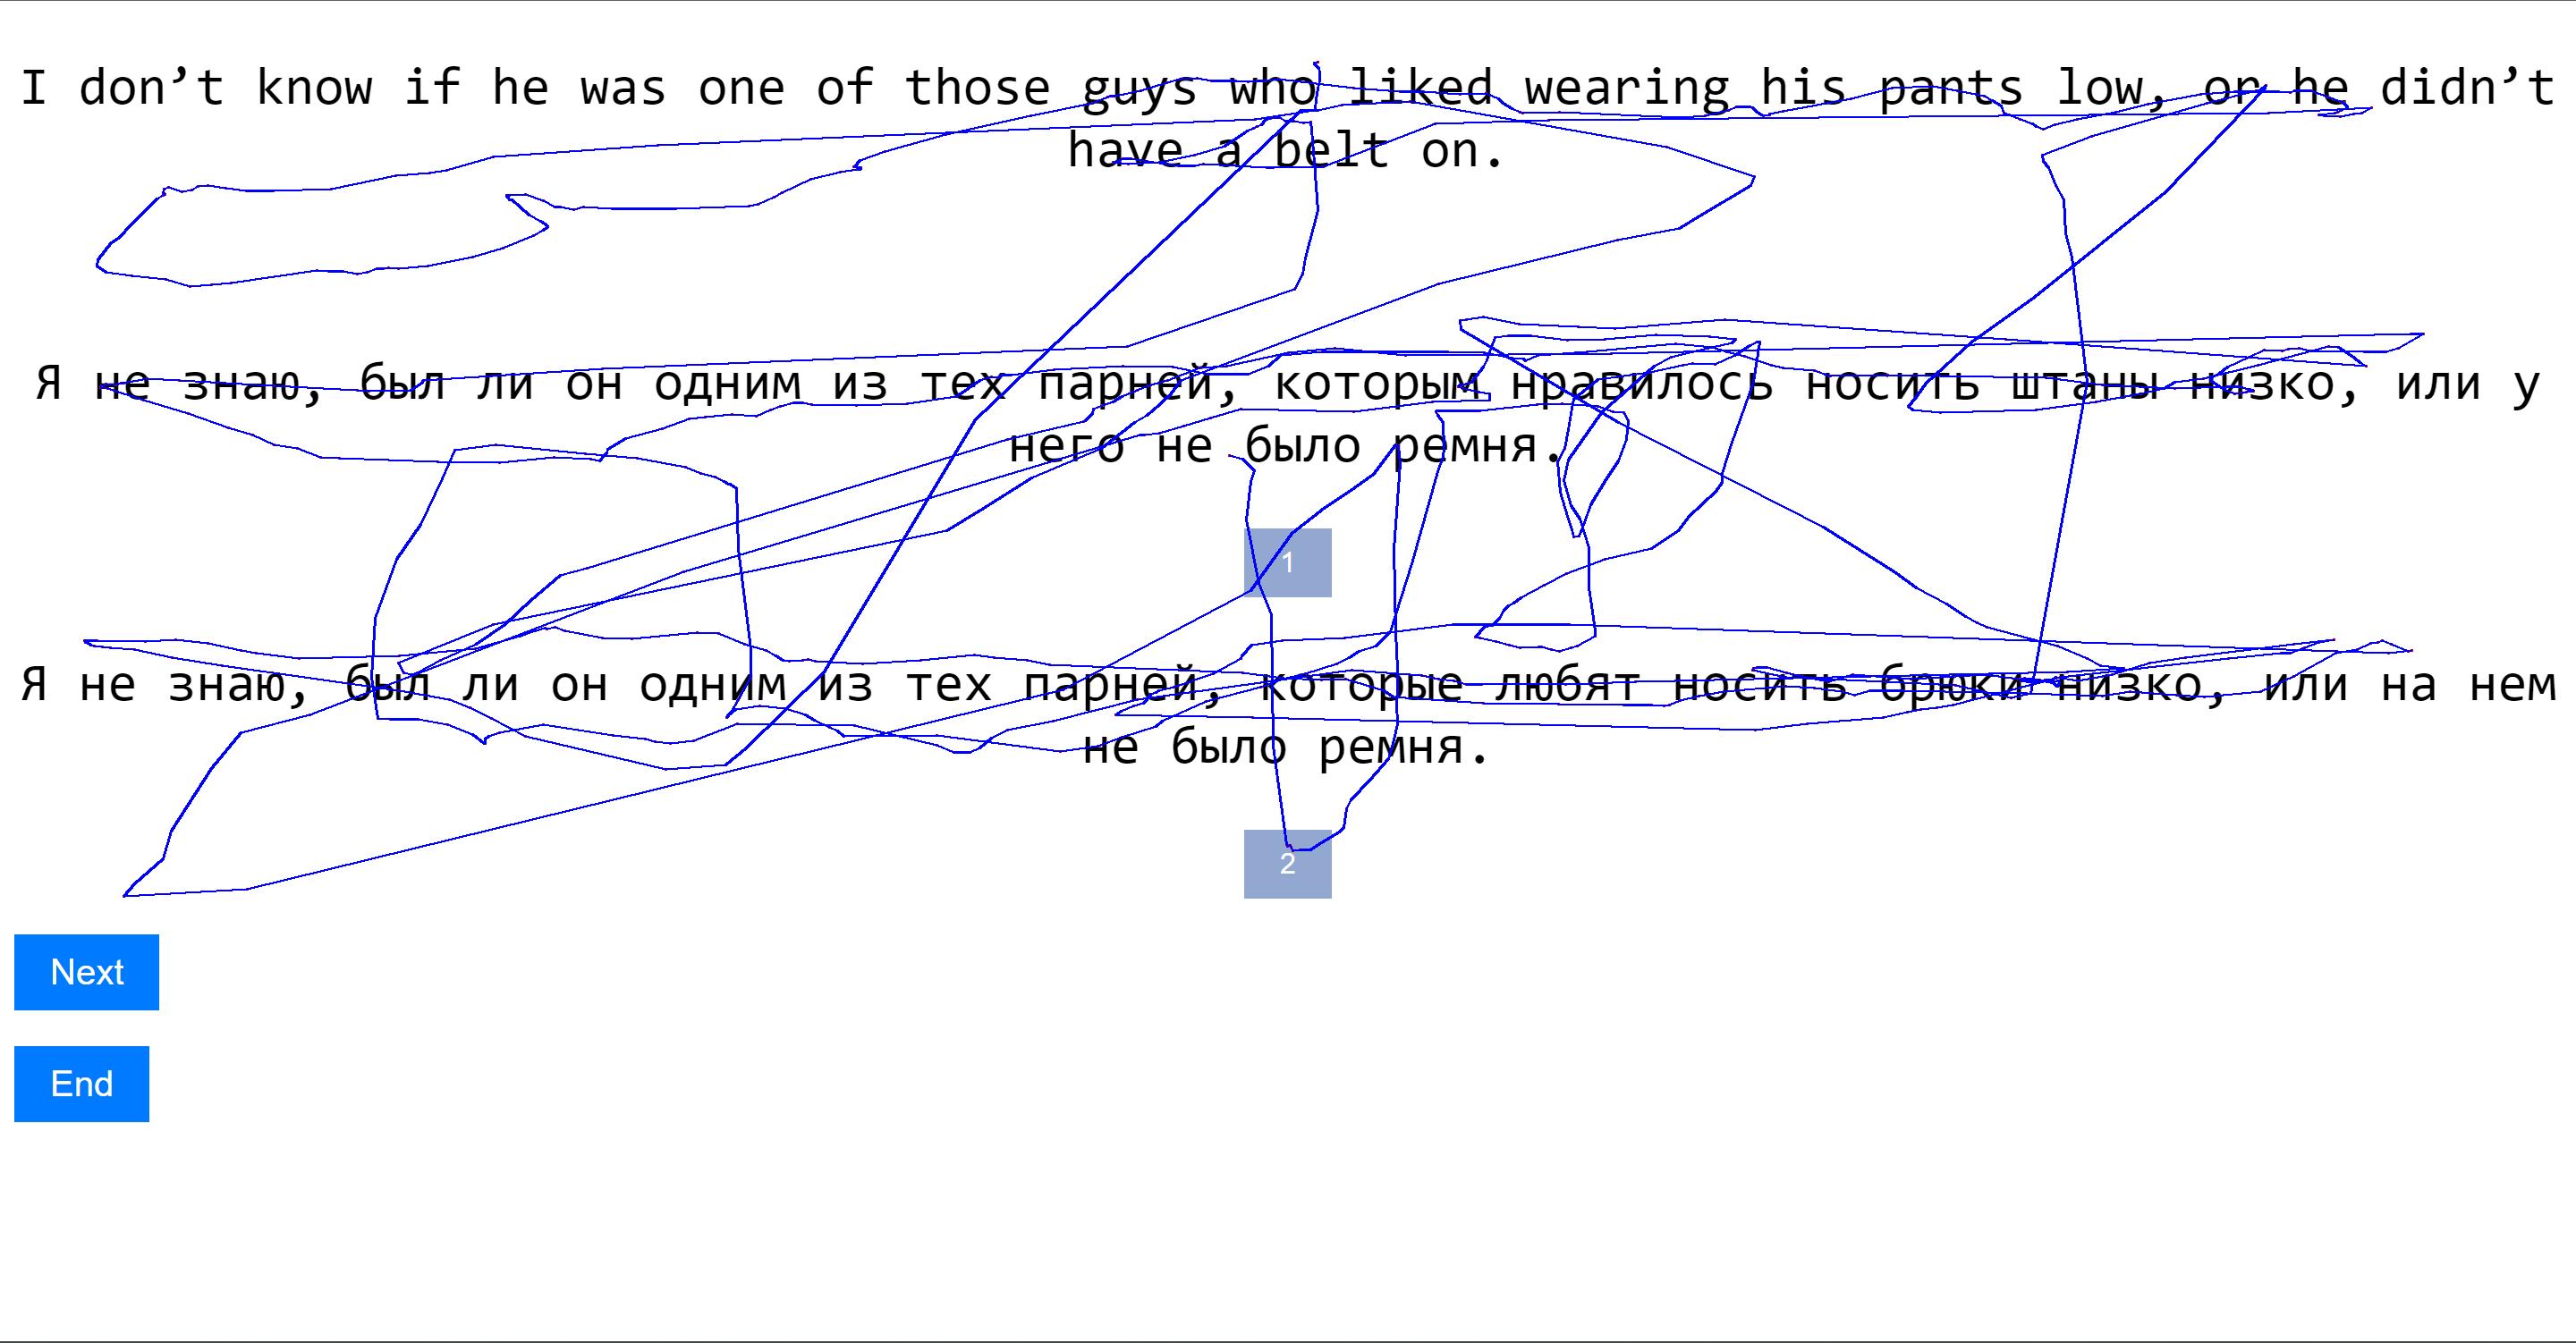 I don’t know if he was one of those guys who liked wearing his pants low, or he didn’t
have a belt on.
Я не знаю, был ли он одним из тех парней, которым нравилось носить штаны низко, или у
него не было ремня.
1
Я не знаю, был ли он одним из тех парней, которые любят носить брюки низко, или на нем
не было ремня.
2
Next
End